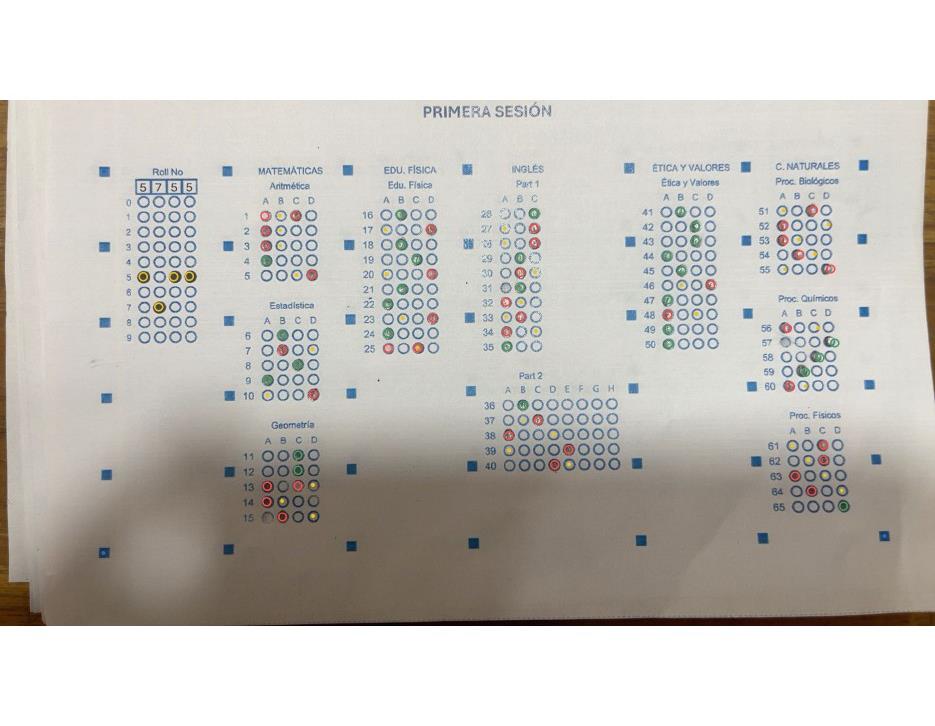 PRIMERA SESIÓN
Roll No
5 7 5 5
0
1
2
3
4
5
6
7
8
9
MATEMÁTICAS
Aritmética
A B C D
1
2
3
4
5
Estadística
A B C D
6
7
8
9
10
Geometría
A B C D
11
12
13
14
15
EDU. FÍSICA
Edu. Física
A B C D
16
17
18
19
20
21
22
23
24
25
INGLÉS
Part 1
A B C
26
27
28
29
30
31
32
33
34
35
Part 2
A B C D E F G H
36
37
38
39
40
ÉTICA Y VALORES
Ética y Valores
A B C D
41
42
43
44
45
46
47
48
49
50
C. NATURALES
Proc. Biológicos
A B C D
51
52
53
54
55
Proc. Químicos
A B C D
56
57
58
59
60
Proc. Físicos
A B C D
61
62
63
64
65